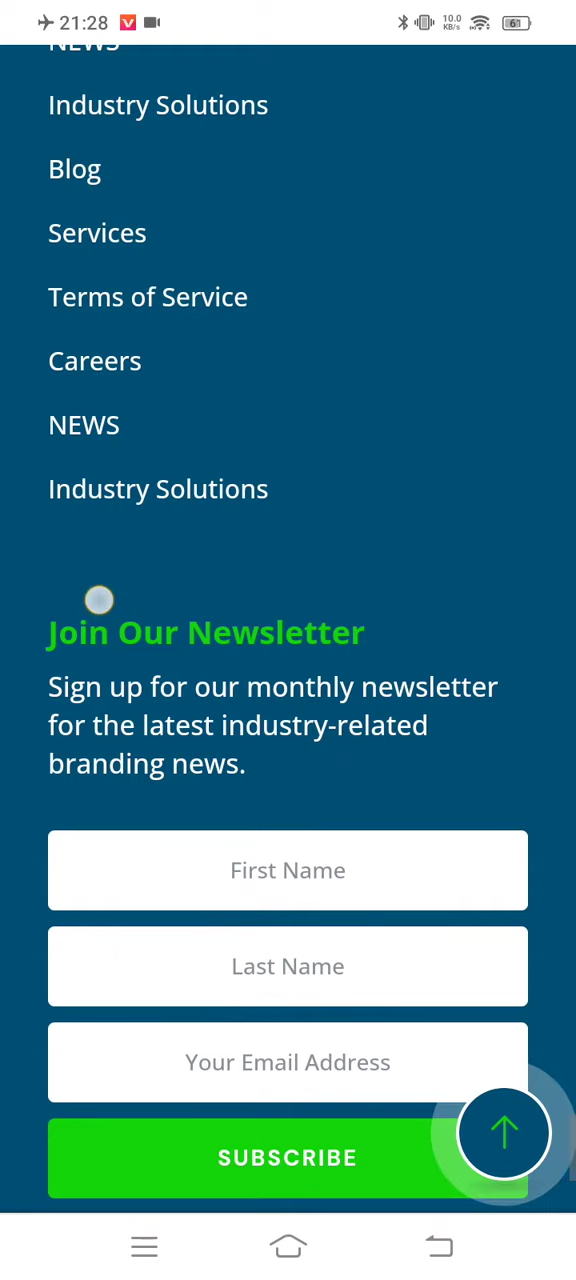 21:28
10.0
KB/s
61
NEWS
Industry Solutions
Blog
Services
Terms of Service
Careers
NEWS
Industry Solutions
Join Our Newsletter
Sign up for our monthly newsletter
for the latest industry-related
branding news.
First Name
Last Name
Your Email Address
SUBSCRIBE